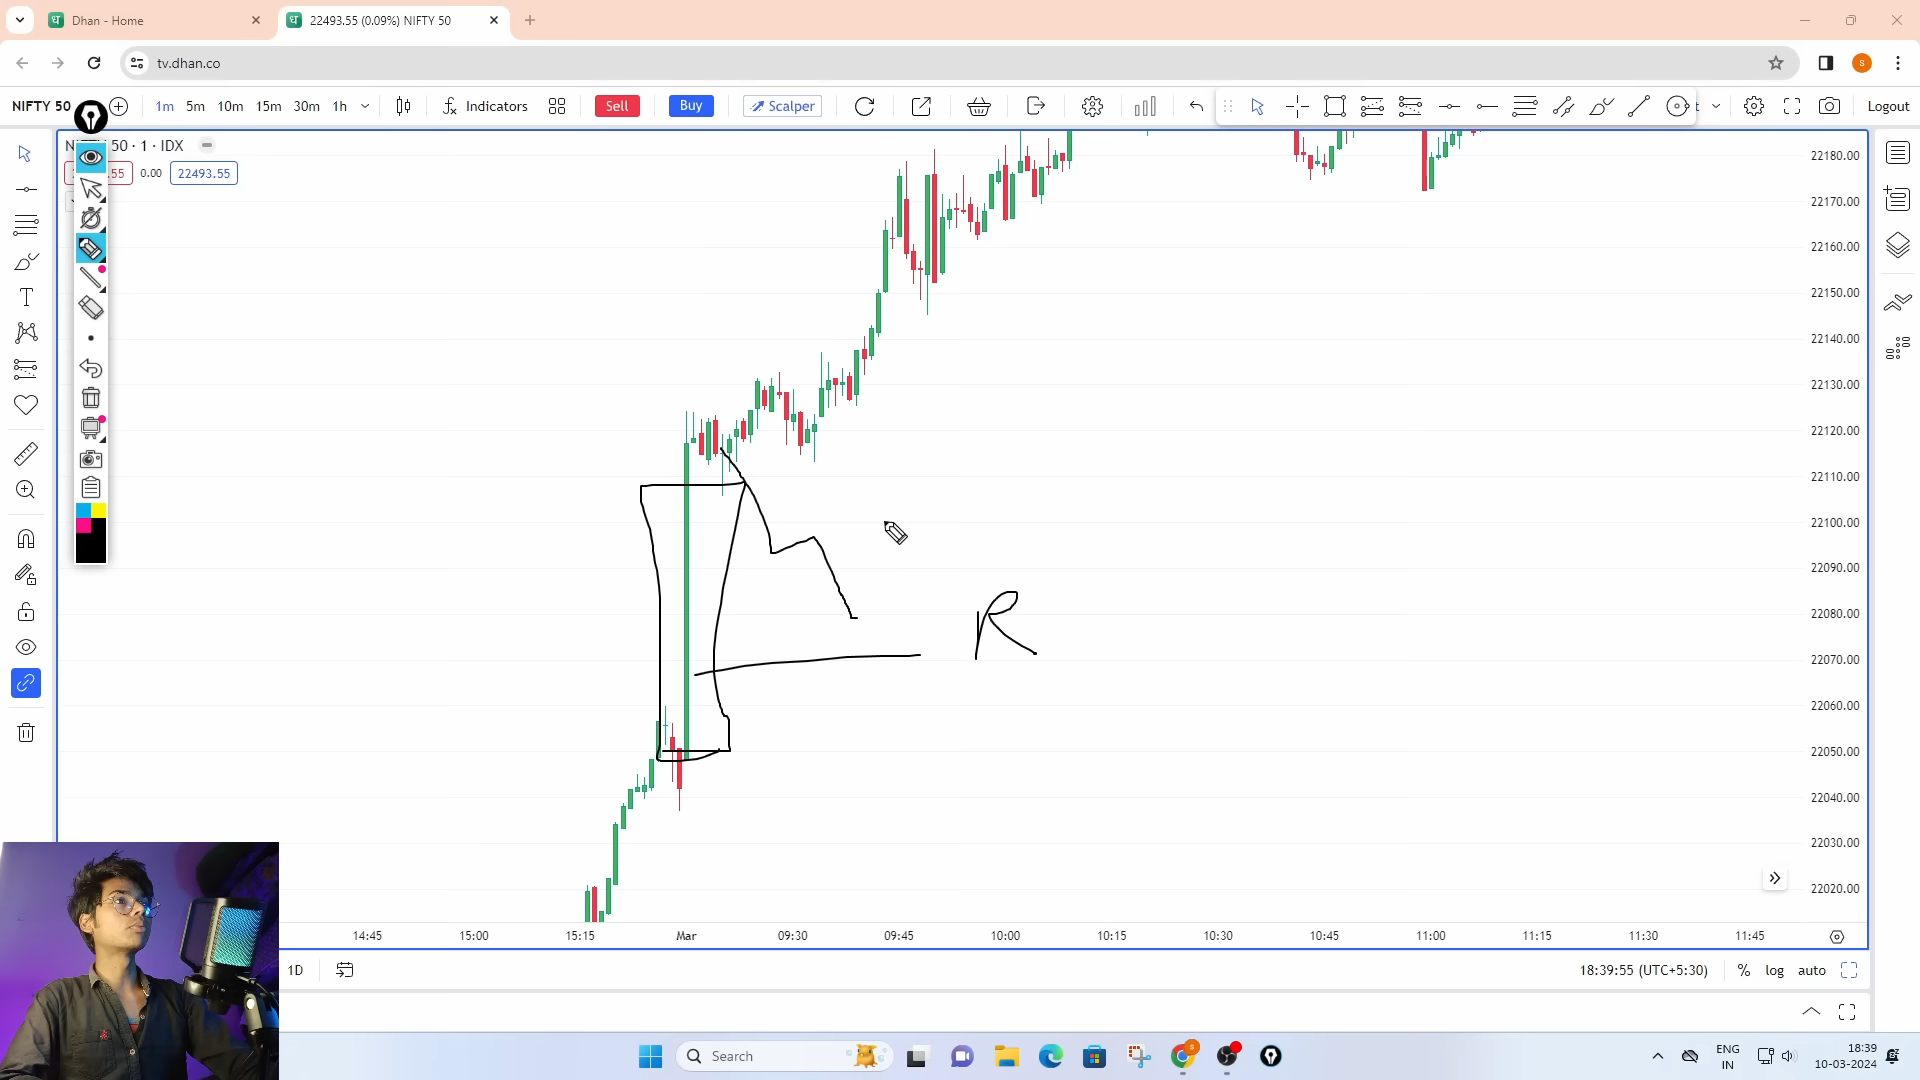 Dhan - Home
22493.55 (0.09%) NIFTY 50
tv.dhan.co
S
NIFTY 50
1m 5m 10m 15m 30m 1h
Indicators
Sell
Buy
Scalper
Logout
50 · 1 · IDX
55 0.00 22493.55
22180.00
22170.00
22160.00
22150.00
22140.00
22130.00
22120.00
22110.00
22100.00
22090.00
22080.00
22070.00
22060.00
22050.00
22040.00
22030.00
22020.00
R
14:45 15:00 15:15 Mar 09:30 09:45 10:00 10:15 10:30 10:45 11:00 11:15 11:30 11:45
1D
18:39:55 (UTC+5:30) % log auto
Search
ENG
IN
18:39
10-03-2024